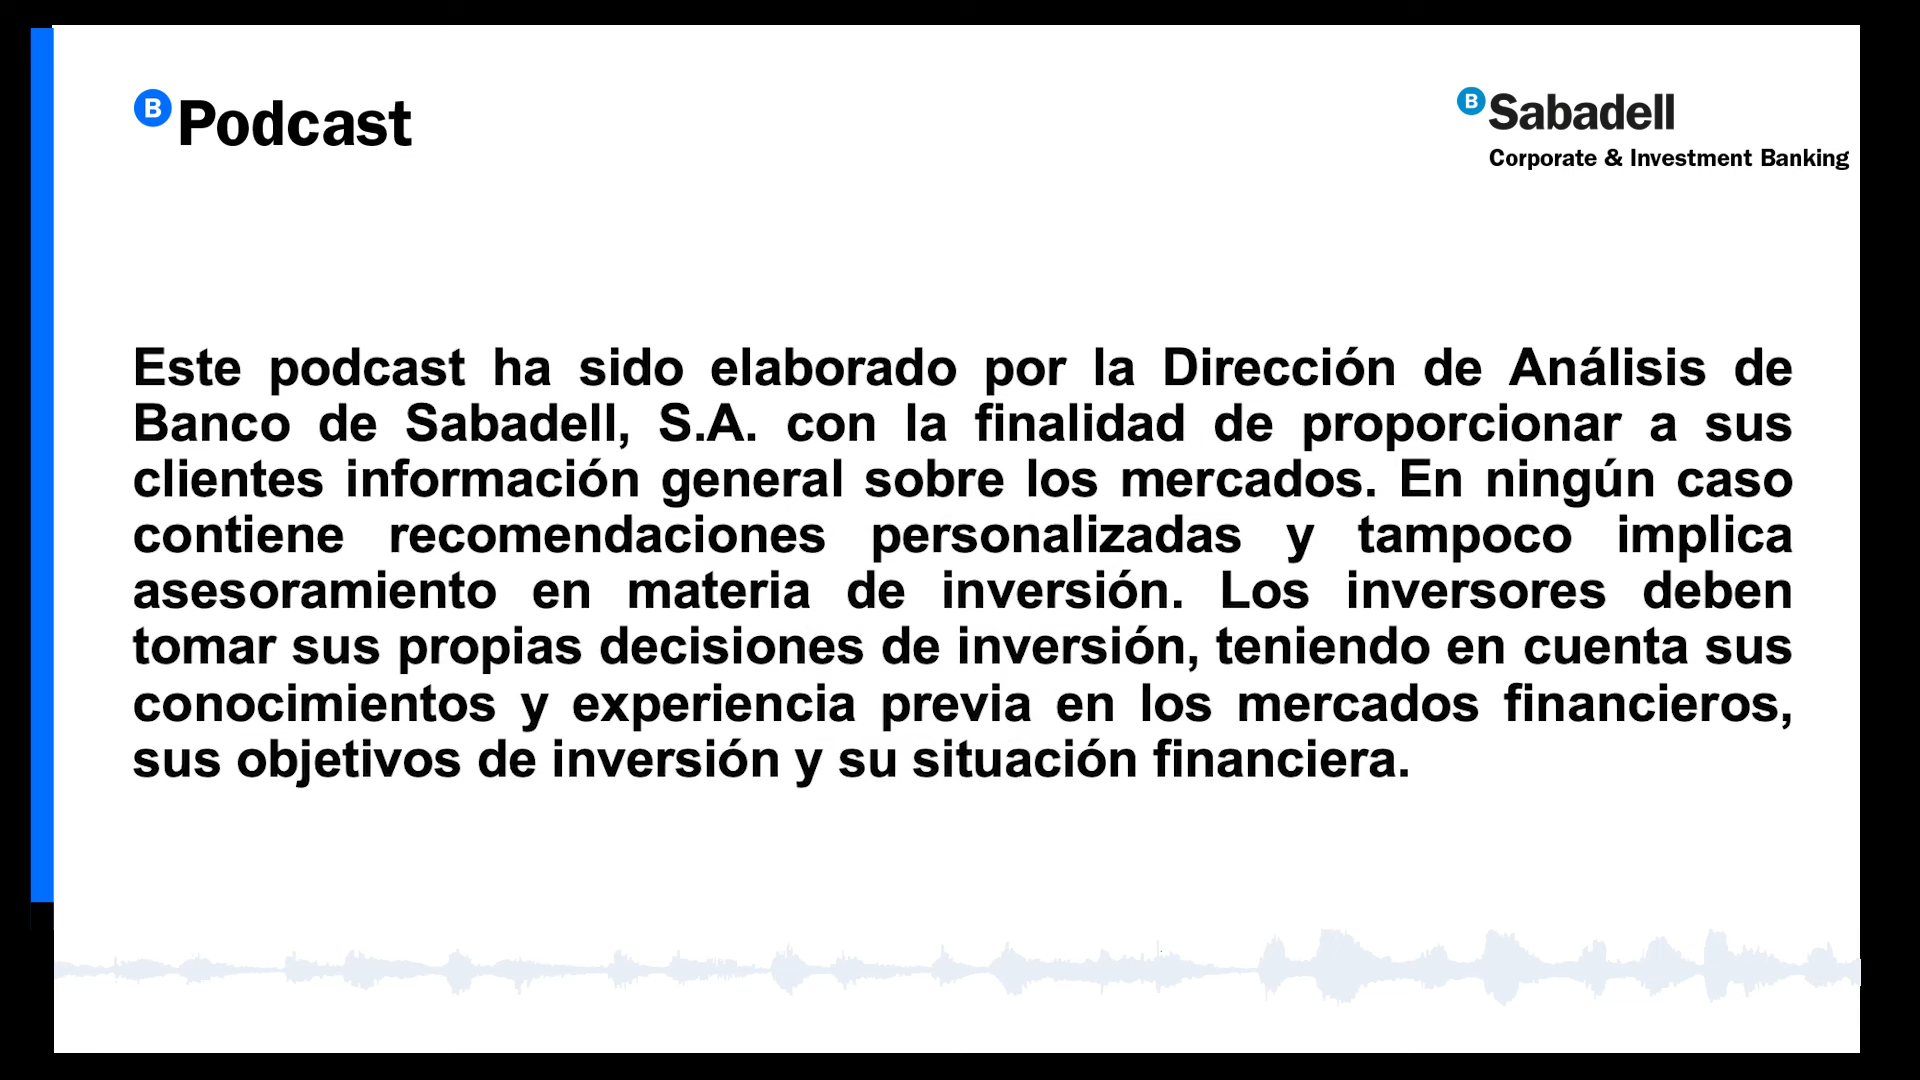 B Podcast
B Sabadell
Corporate & Investment Banking
Este podcast ha sido elaborado por la Dirección de Análisis de
Banco de Sabadell, S.A. con la finalidad de proporcionar a sus
clientes información general sobre los mercados. En ningún caso
contiene recomendaciones personalizadas y tampoco implica
asesoramiento en materia de inversión. Los inversores deben
tomar sus propias decisiones de inversión, teniendo en cuenta sus
conocimientos y experiencia previa en los mercados financieros,
sus objetivos de inversión y su situación financiera.